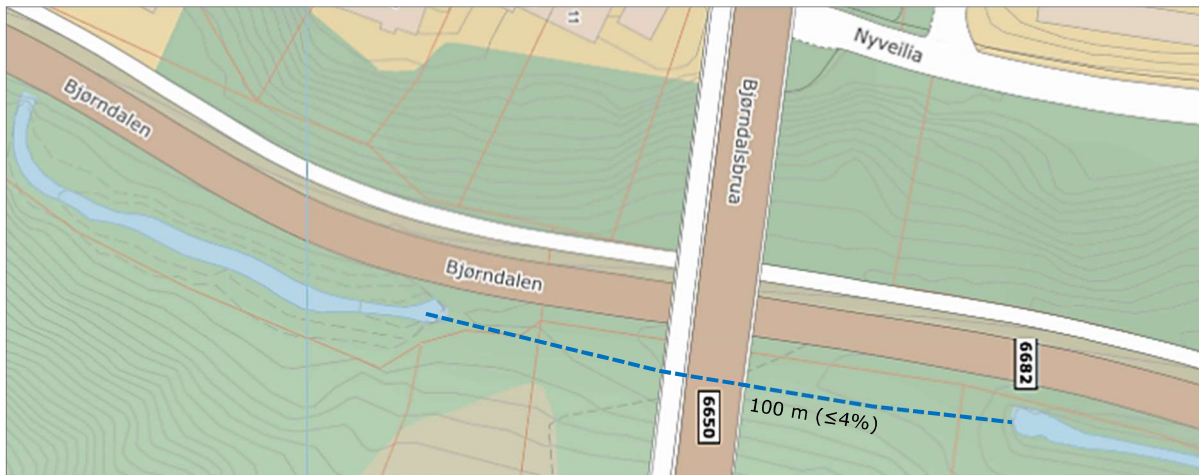 11
Nyveilia
Bjørndalen
Bjørndalsbrua
Bjørndalen
6682
100 m (≤4%)
6650